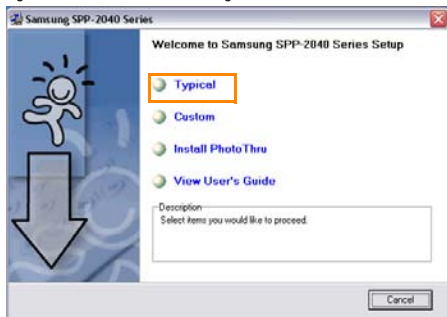 Samsung SPP-2040 Series
Welcome to Samsung SPP-2040 Series Setup
Typical
Custom
Install PhotoThru
View User's Guide
Description
Select items you would like to proceed.
Cancel